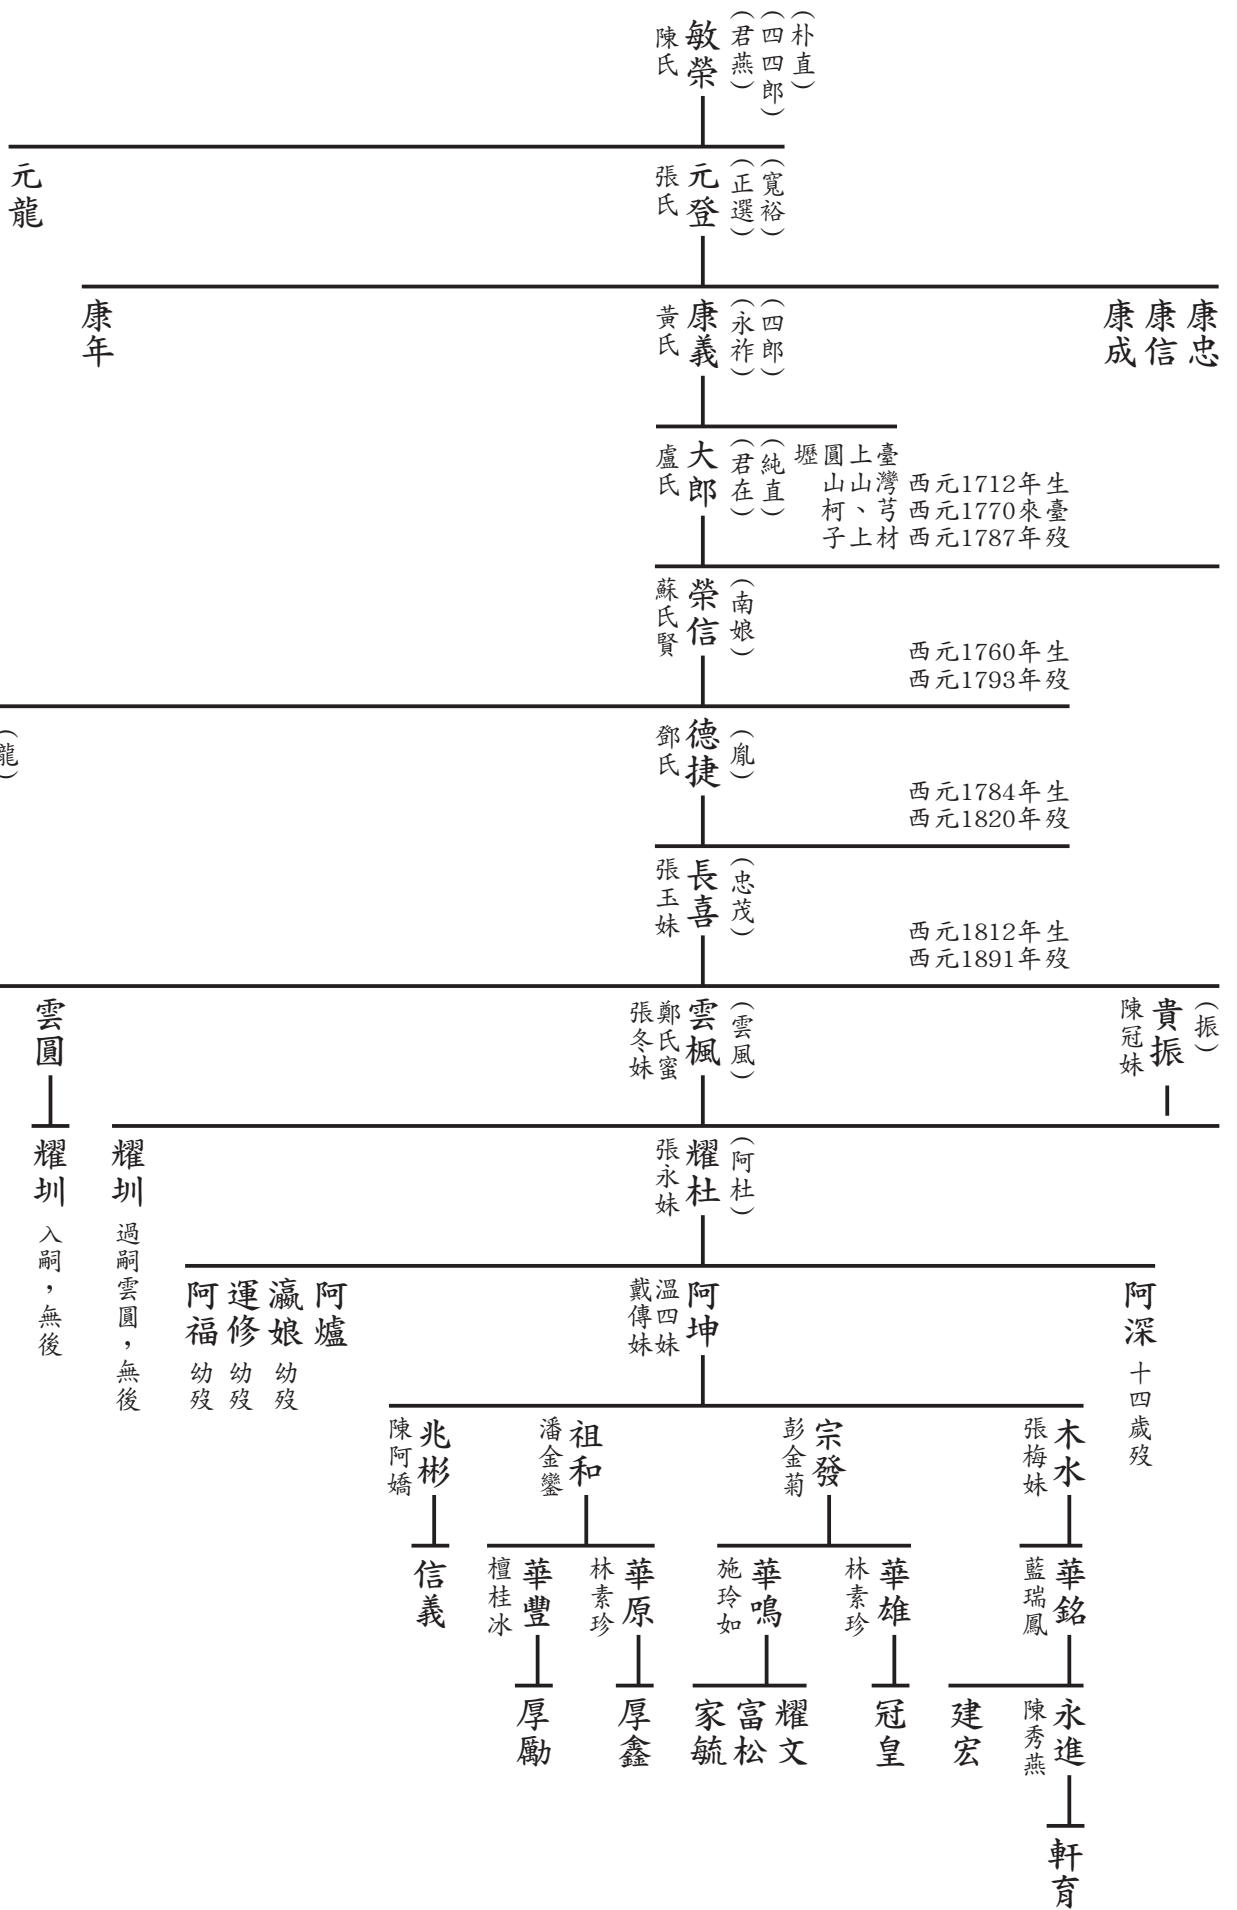 (朴直)
(四四郎)
(君燕)
敏榮
陳氏
(寬裕)
(正選)
元登
張氏
元龍
康忠
康信
康成
(四郎)
(永祚)
康義
黃氏
康年
西元1712年生
西元1770來臺
西元1787年歿
臺灣芎材
上山、上
圓山柯子
壢
(純直)
(君在)
大郎
盧氏
西元1760年生
西元1793年歿
(南娘)
榮信
蘇氏賢
西元1784年生
西元1820年歿
(胤)
德捷
鄧氏
(龍)
西元1812年生
西元1891年歿
(忠茂)
長喜
張玉妹
(振)
貴振
陳冠妹
(雲風)
雲楓
鄭氏蜜
張冬妹
雲圓
(阿杜)
耀杜
張永妹
耀圳 過嗣雲圓，無後
耀圳 入嗣，無後
阿深 十四歲歿
阿坤
溫四妹
戴傳妹
阿爐
瀛娘 幼歿
運修 幼歿
阿福 幼歿
木水
張梅妹
宗發
彭金菊
祖和
潘金鑾
兆彬
陳阿嬌
華銘
藍瑞鳳
華雄
林素珍
華鳴
施玲如
華原
林素珍
華豐
檀桂冰
信義
永進
陳秀燕
建宏
冠皇
耀文
富松
家毓
厚鑫
厚勵
軒育